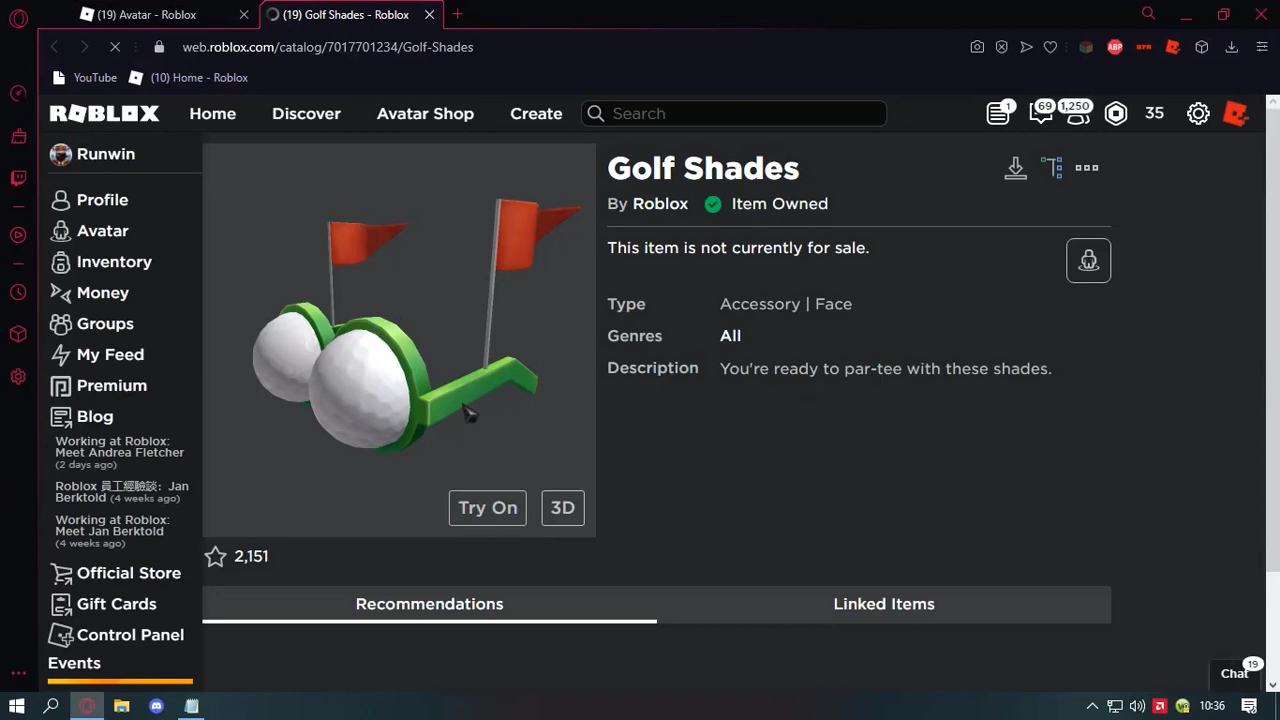 (19) Avatar - Roblox
(19) Golf Shades - Roblox
web.roblox.com/catalog/7017701234/Golf-Shades
ABP
YouTube
(10) Home - Roblox
ROBLOX
Home
Discover
Avatar Shop
Create
Search
1
69
1,250
35
Runwin
Profile
Avatar
Inventory
Money
Groups
My Feed
Premium
Blog
Working at Roblox:
Meet Andrea Fletcher
(2 days ago)
Roblox 員工經驗談：Jan
Berktold (4 weeks ago)
Working at Roblox:
Meet Jan Berktold
(4 weeks ago)
Official Store
Gift Cards
Control Panel
Events
Golf Shades
By Roblox Item Owned
This item is not currently for sale.
Type Accessory | Face
Genres All
Description You're ready to par-tee with these shades.
Try On
3D
2,151
Recommendations
Linked Items
Chat
19
10:36